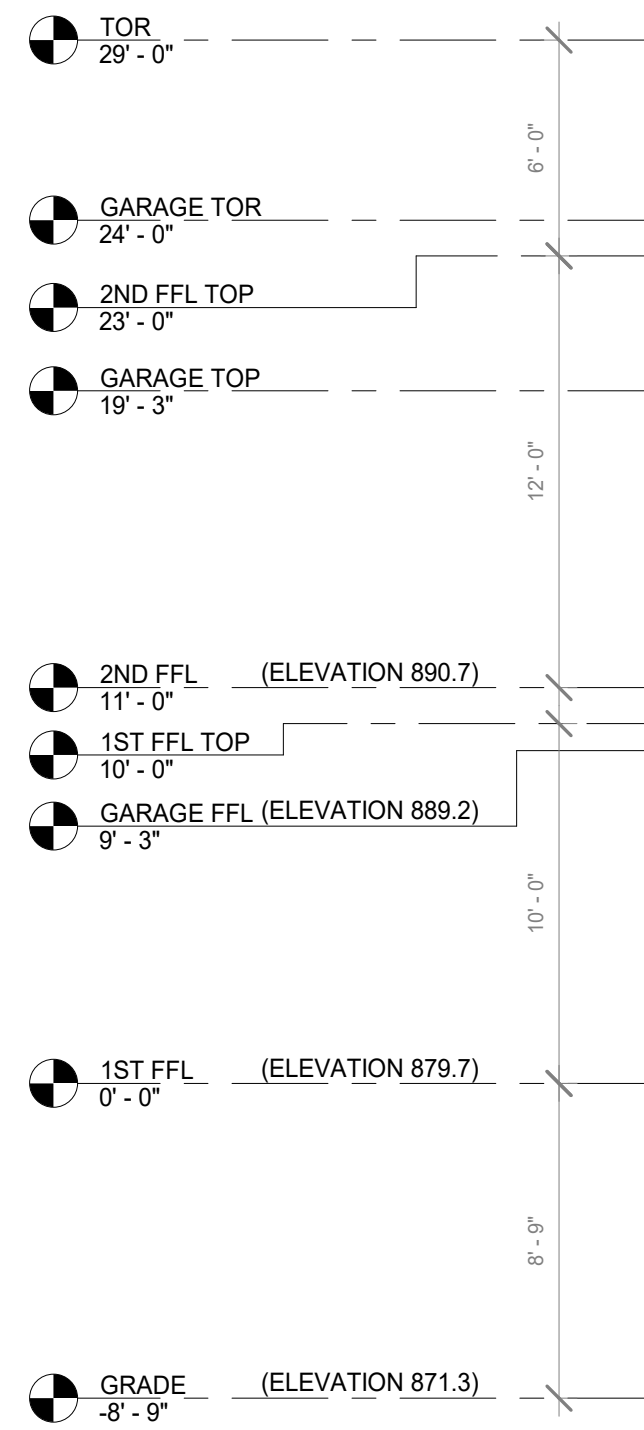 TOR
29' - 0"
6' - 0"
GARAGE TOR
24' - 0"
2ND FFL TOP
23' - 0"
GARAGE TOP
19' - 3"
12' - 0"
2ND FFL (ELEVATION 890.7)
11' - 0"
1ST FFL TOP
10' - 0"
GARAGE FFL (ELEVATION 889.2)
9' - 3"
10' - 0"
1ST FFL (ELEVATION 879.7)
0' - 0"
8' - 9"
GRADE (ELEVATION 871.3)
-8' - 9"